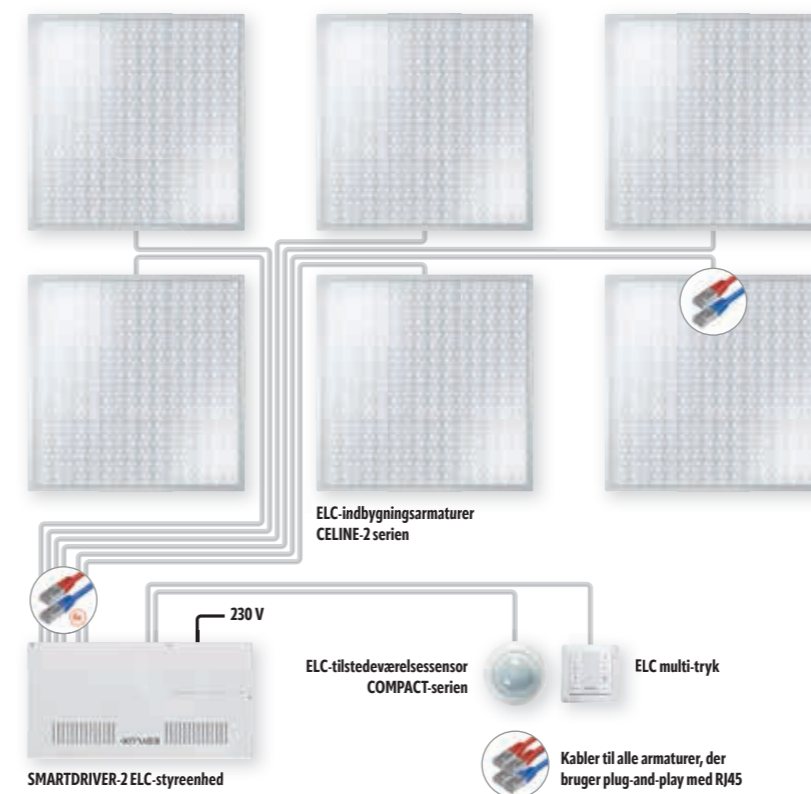 ELC-indbygningsarmaturer
CELINE-2 serien
230 V
ELC-tilstedeværelsessensor
COMPACT-serien
ELC multi-tryk
SMARTDRIVER-2 ELC-styreenhed
Kabler til alle armaturer, der
bruger plug-and-play med RJ45